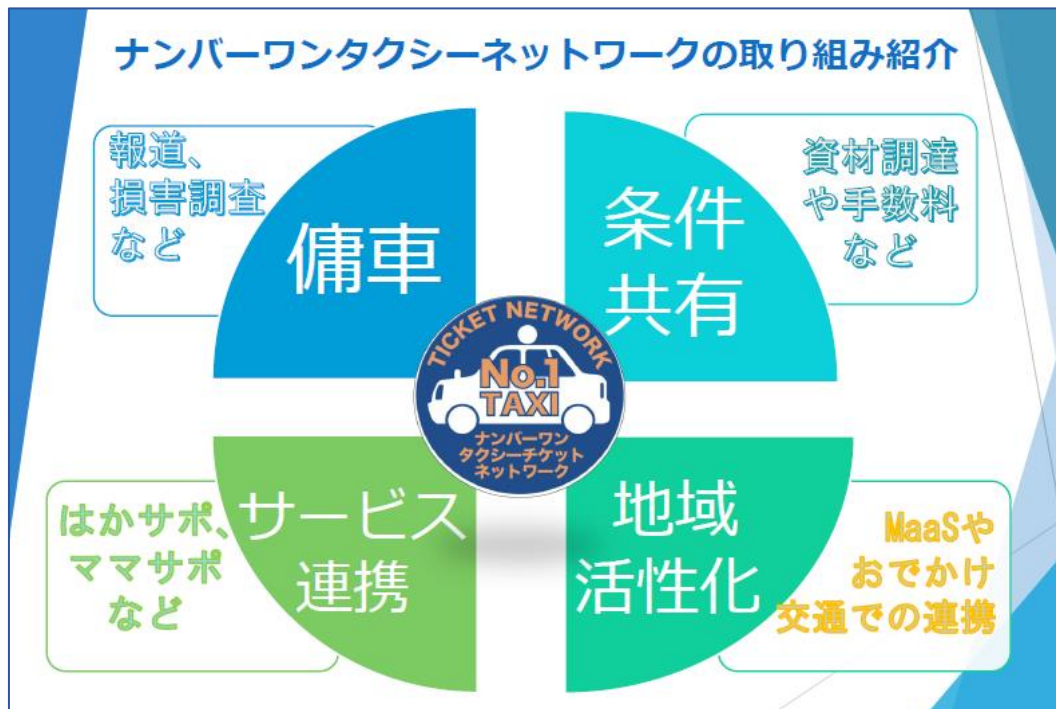 ナンバーワンタクシーネットワークの取り組み紹介
報道、
損害調査
など
傭車
条件
共有
資材調達
や手数料
など
TICKET NETWORK
No.1
TAXI
ナンバーワン
タクシーチケット
ネットワーク
はかサポ、
ママサポ
など
サービス
連携
地域
活性化
MaaSや
おでかけ
交通での連携